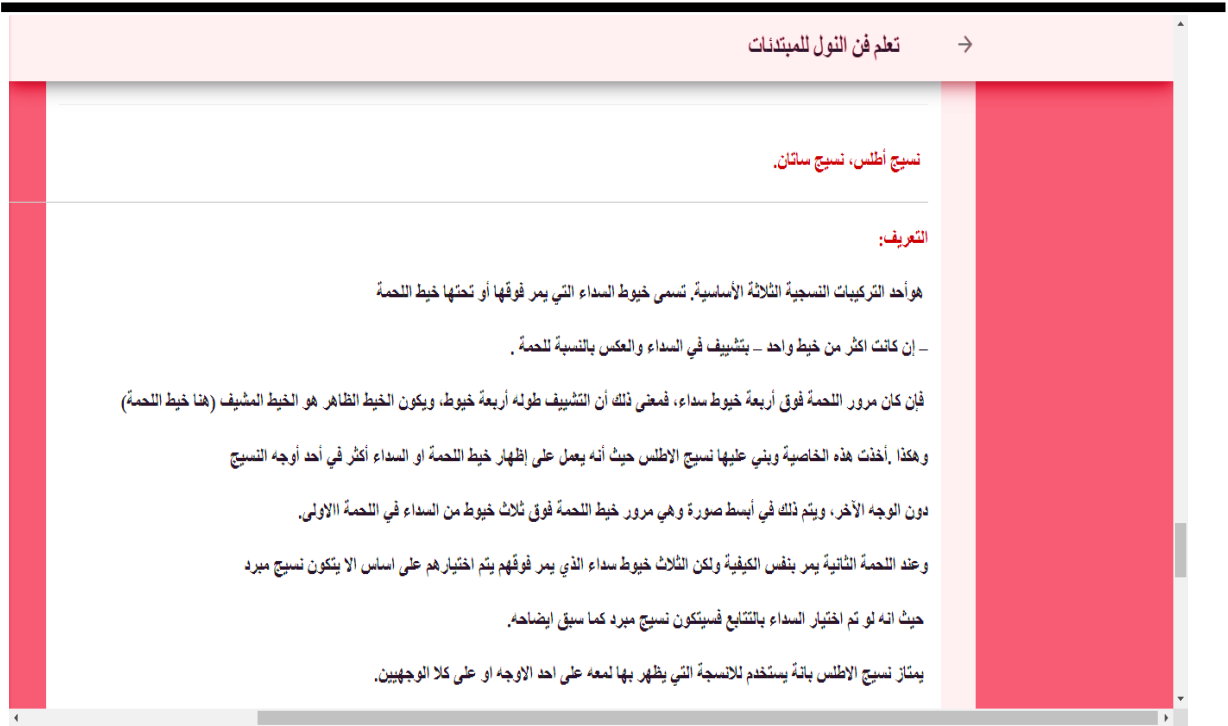 تعلم فن النول للمبتدئات
نسيج أطلس، نسيج ساتان.
التعريف:
هوأحد التركيبات النسجية الثلاثة الأساسية. تسمى خيوط السداء التي يمر فوقها أو تحتها خيط اللحمة
– إن كانت اكثر من خيط واحد – بتشييف في السداء والعكس بالنسبة للحمة .
فإن كان مرور اللحمة فوق أربعة خيوط سداء، فمعنى ذلك أن التشييف طوله أربعة خيوط، ويكون الخيط الظاهر هو الخيط المشيف (هنا خيط اللحمة)
وهكذا .أخذت هذه الخاصية وبني عليها نسيج الاطلس حيث أنه يعمل على إظهار خيط اللحمة او السداء أكثر في أحد أوجه النسيج
دون الوجه الآخر، ويتم ذلك في أبسط صورة وهي مرور خيط اللحمة فوق ثلاث خيوط من السداء في اللحمة ااالولى.
وعند اللحمة الثانية يمر بنفس الكيفية ولكن الثلاث خيوط سداء الذي يمر فوقهم يتم اختيارهم على اساس الا يتكون نسيج مبرد
حيث انه لو تم اختيار السداء بالتتابع فسيتكون نسيج مبرد كما سبق ايضاحه.
يمتاز نسيج الاطلس بانة يستخدم للانسجة التي يظهر بها لمعه على احد الاوجه او على كلا الوجهيين.